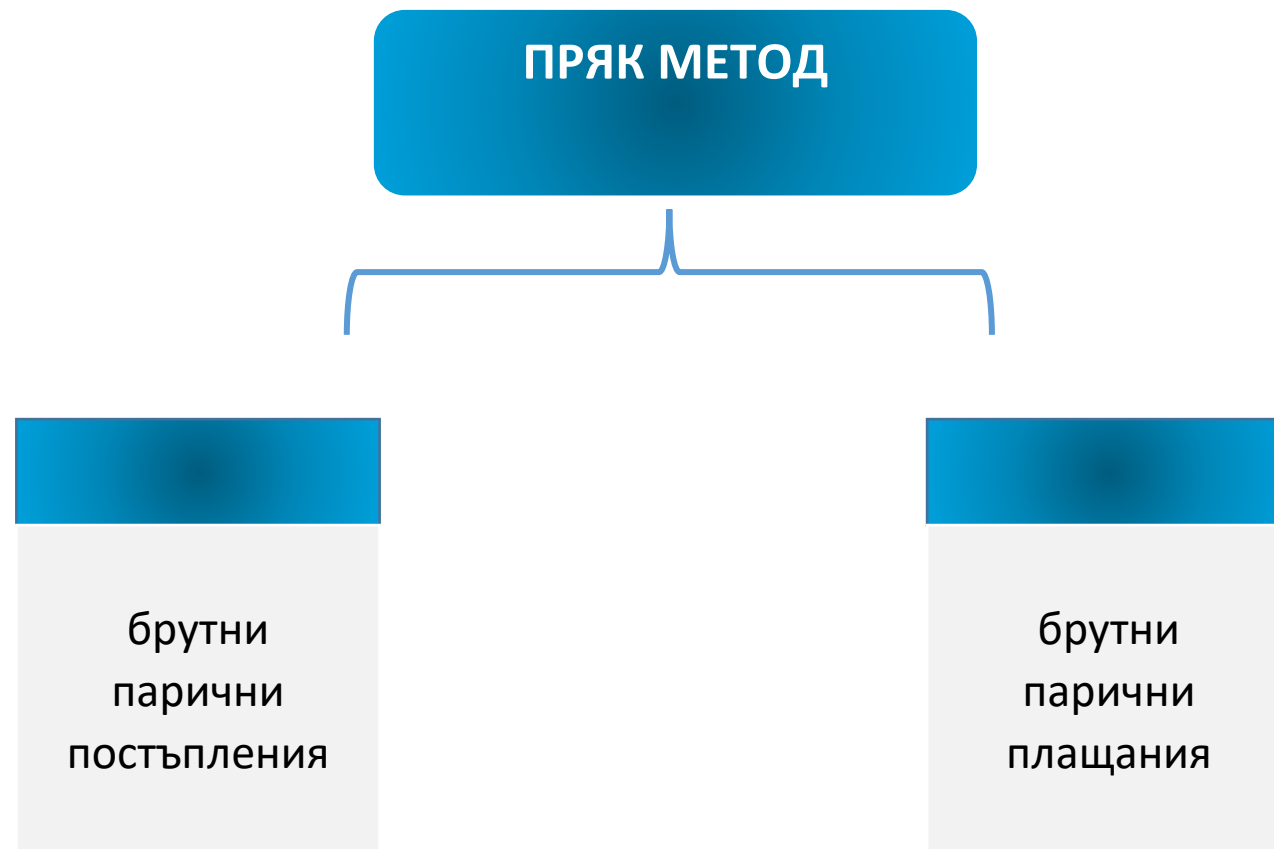 ПРЯК МЕТОД
брутни
парични
постъпления
брутни
парични
плащания